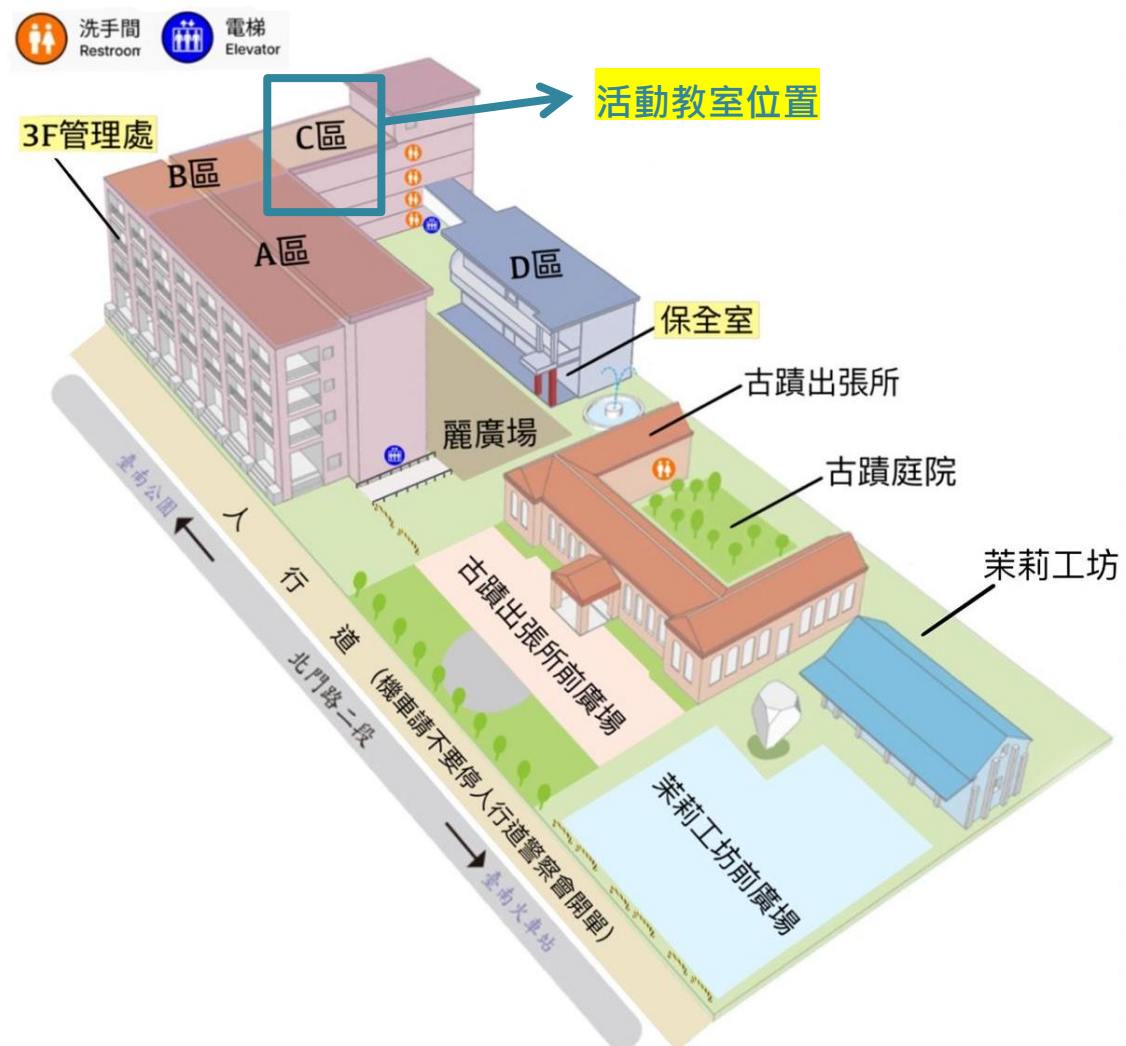 洗手間
Restroom
電梯
Elevator
活動教室位置
3F管理處
C區
B區
A區
D區
保全室
古蹟出張所
麗廣場
古蹟庭院
茉莉工坊
臺南公園
人行道(機車請不要停人行道警察會開單)
古蹟出張所前廣場
北門路二段
茉莉工坊前廣場
臺南火車站